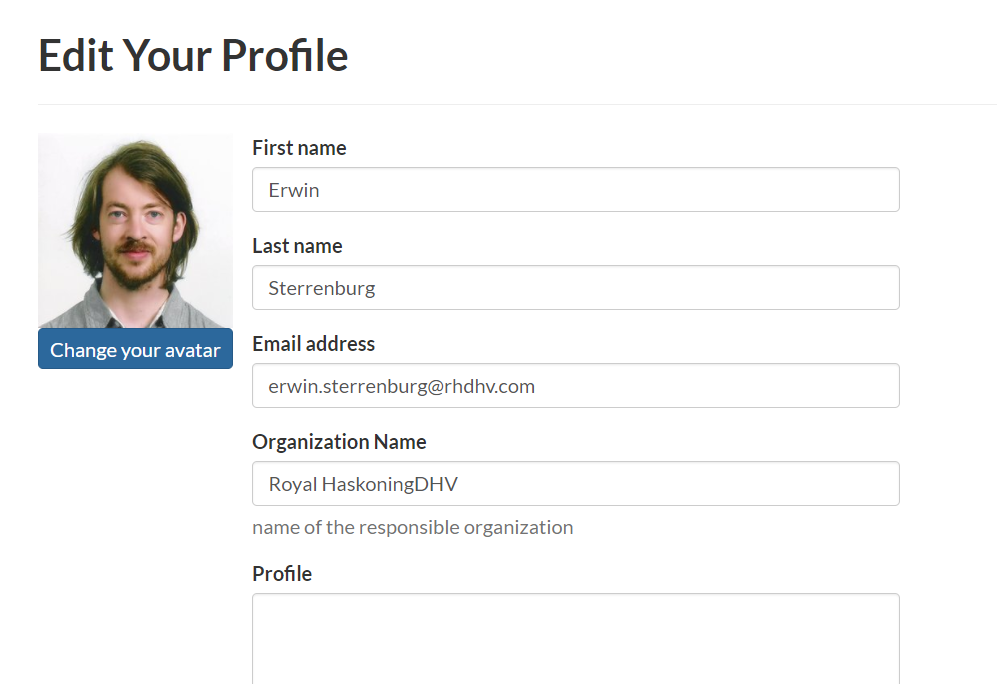 Edit Your Profile
First name
Erwin
Last name
Sterrenburg
Change your avatar
Email address
erwin.sterrenburg@rhdhv.com
Organization Name
Royal HaskoningDHV
name of the responsible organization
Profile